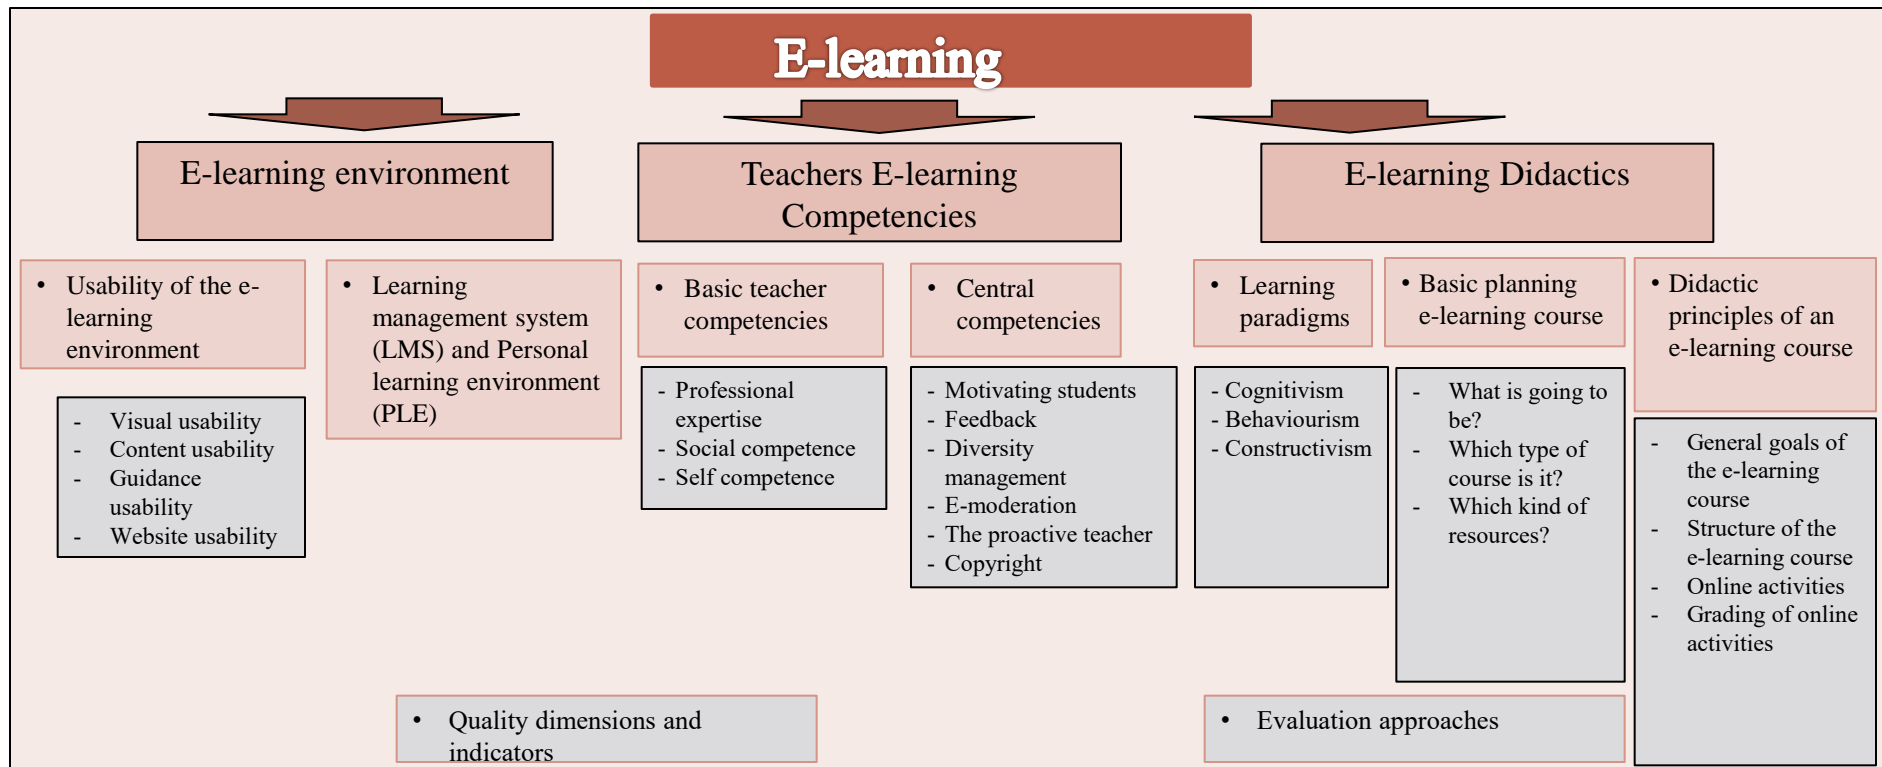 E-learning
E-learning environment
Teachers E-learning
Competencies
E-learning Didactics
• Usability of the e-
learning
environment
- Visual usability
- Content usability
- Guidance
usability
- Website usability
• Learning
management system
(LMS) and Personal
learning environment
(PLE)
• Basic teacher
competencies
- Professional
expertise
- Social competence
- Self competence
• Central
competencies
- Motivating students
- Feedback
- Diversity
management
- E-moderation
- The proactive teacher
- Copyright
• Learning
paradigms
- Cognitivism
- Behaviourism
- Constructivism
• Basic planning
e-learning course
- What is going to
be?
- Which type of
course is it?
- Which kind of
resources?
• Didactic
principles of an
e-learning course
- General goals of
the e-learning
course
- Structure of the
e-learning course
- Online activities
- Grading of online
activities
• Quality dimensions and
indicators
• Evaluation approaches